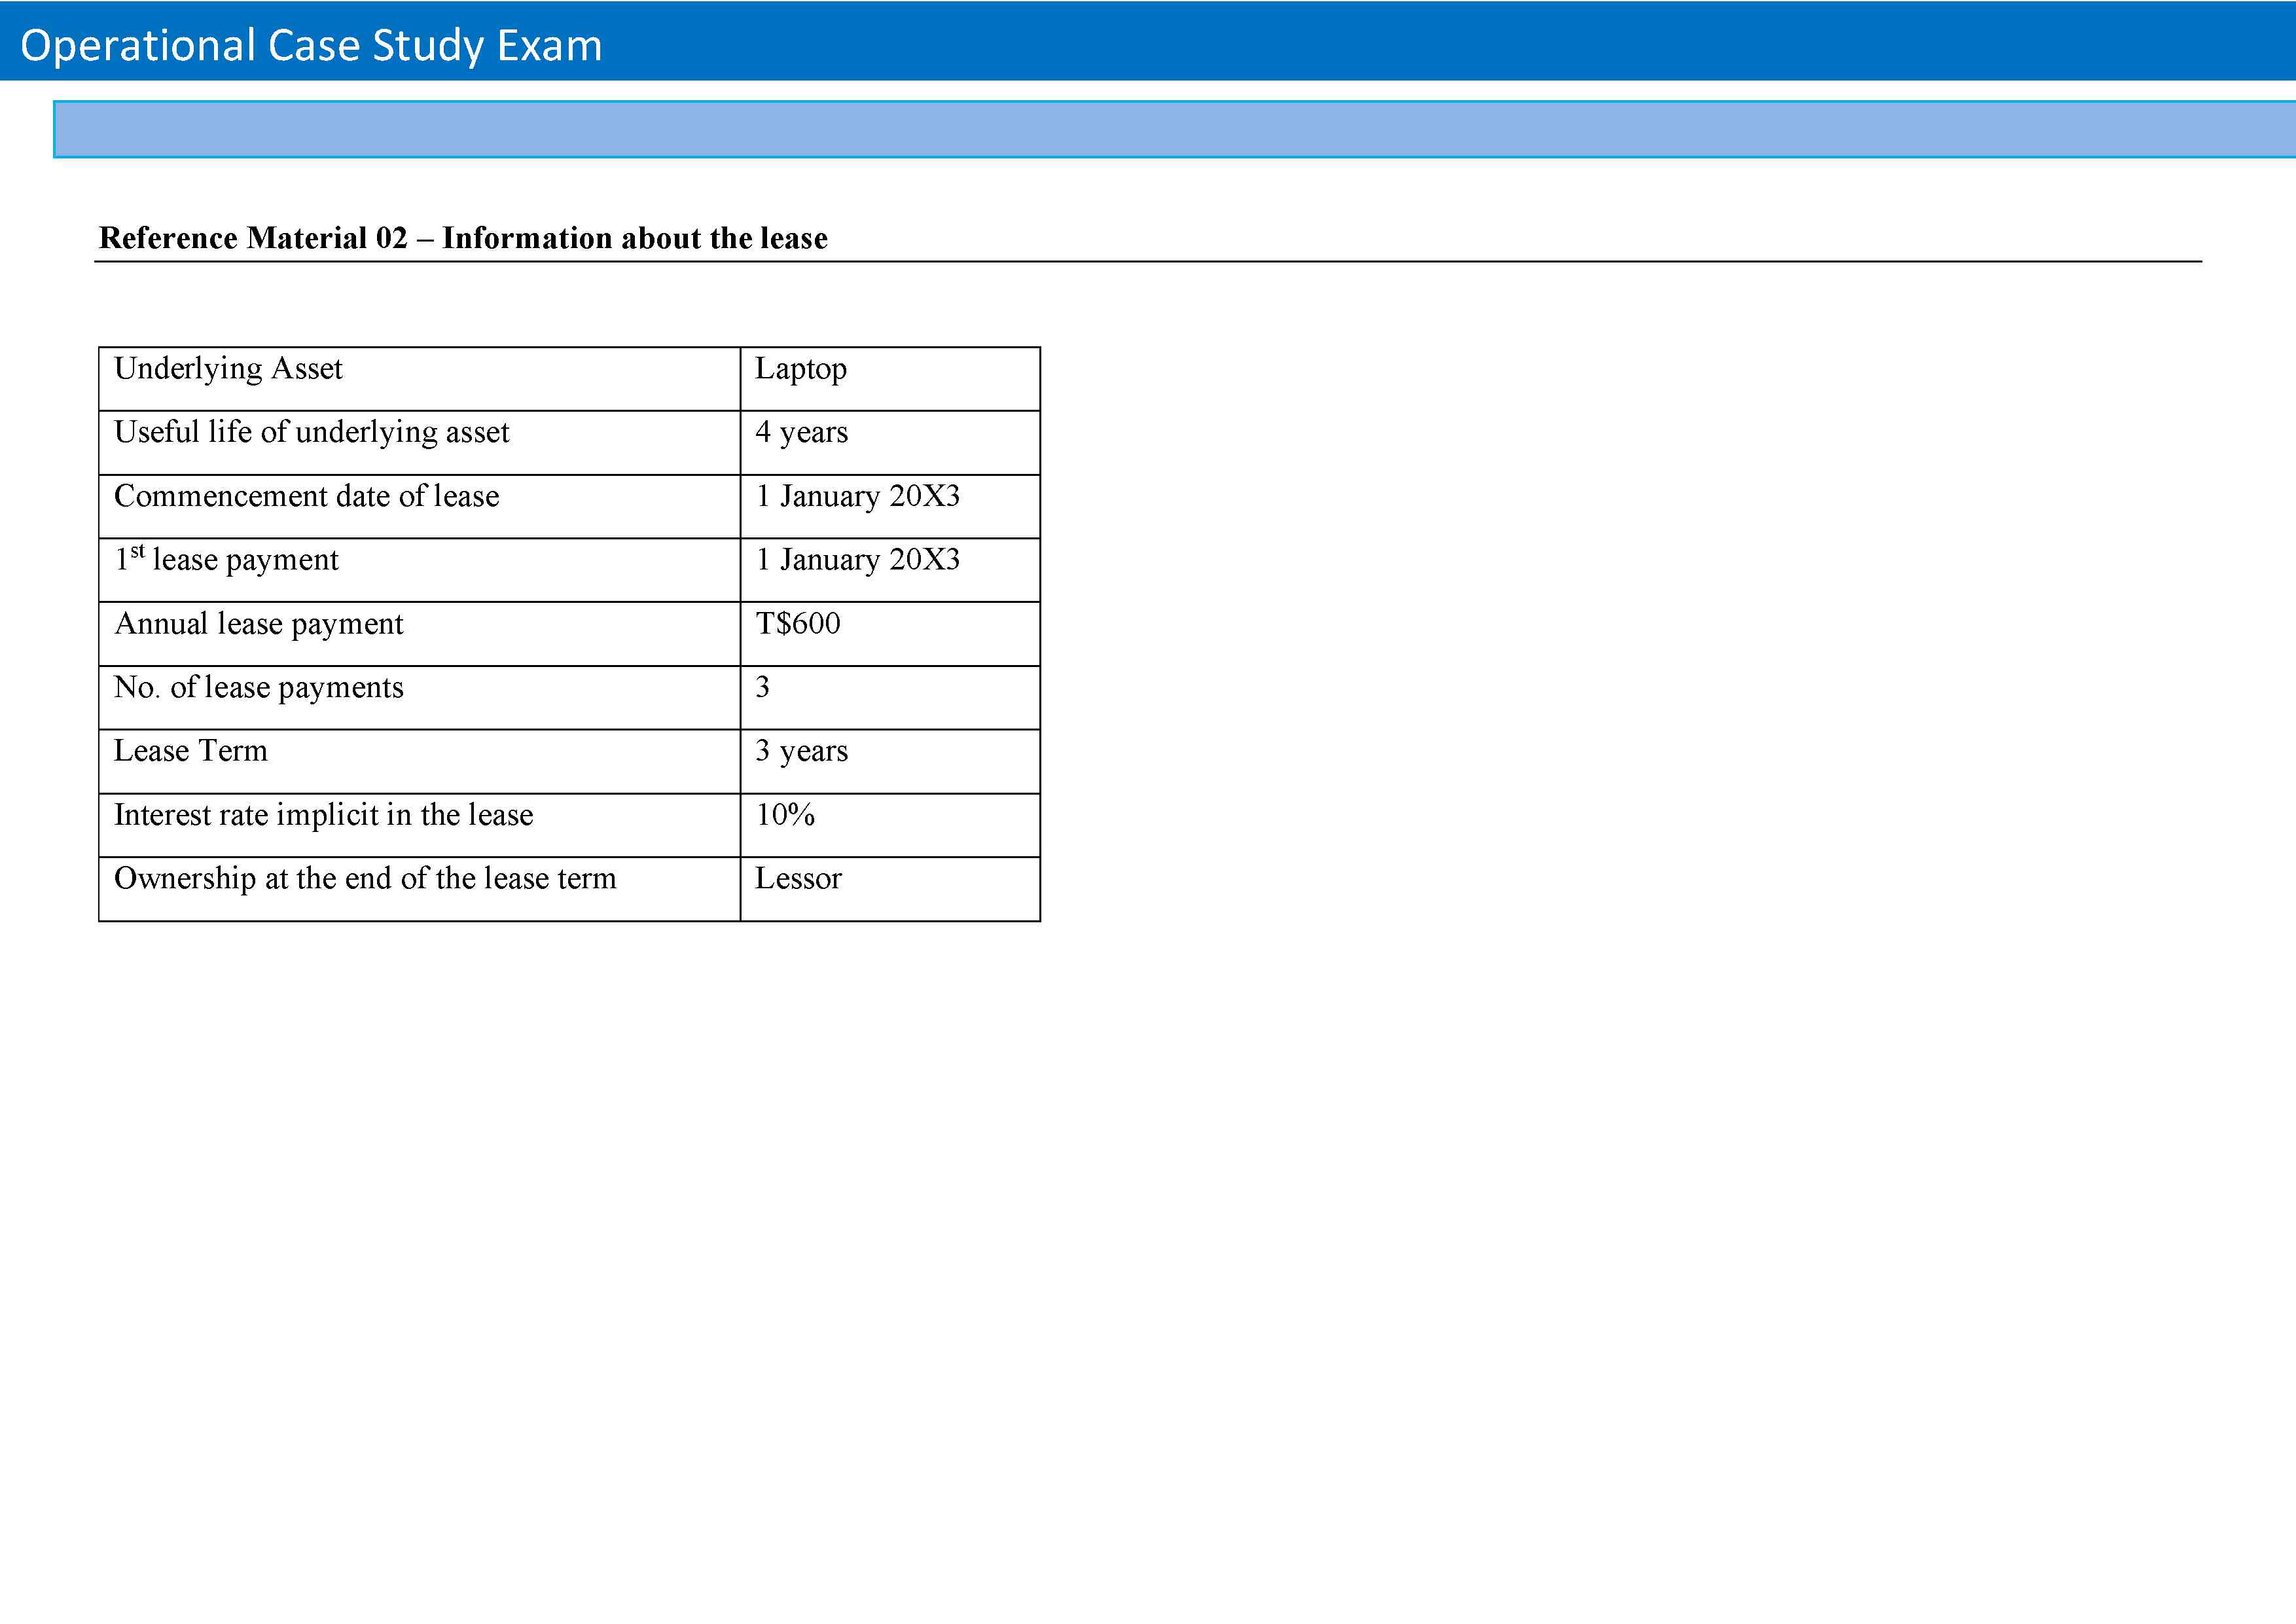 Operational Case Study Exam
Reference Material 02 – Information about the lease
Underlying Asset Laptop
Useful life of underlying asset 4 years
Commencement date of lease 1 January 20X3
1st lease payment 1 January 20X3
Annual lease payment T$600
No. of lease payments 3
Lease Term 3 years
Interest rate implicit in the lease 10%
Ownership at the end of the lease term Lessor